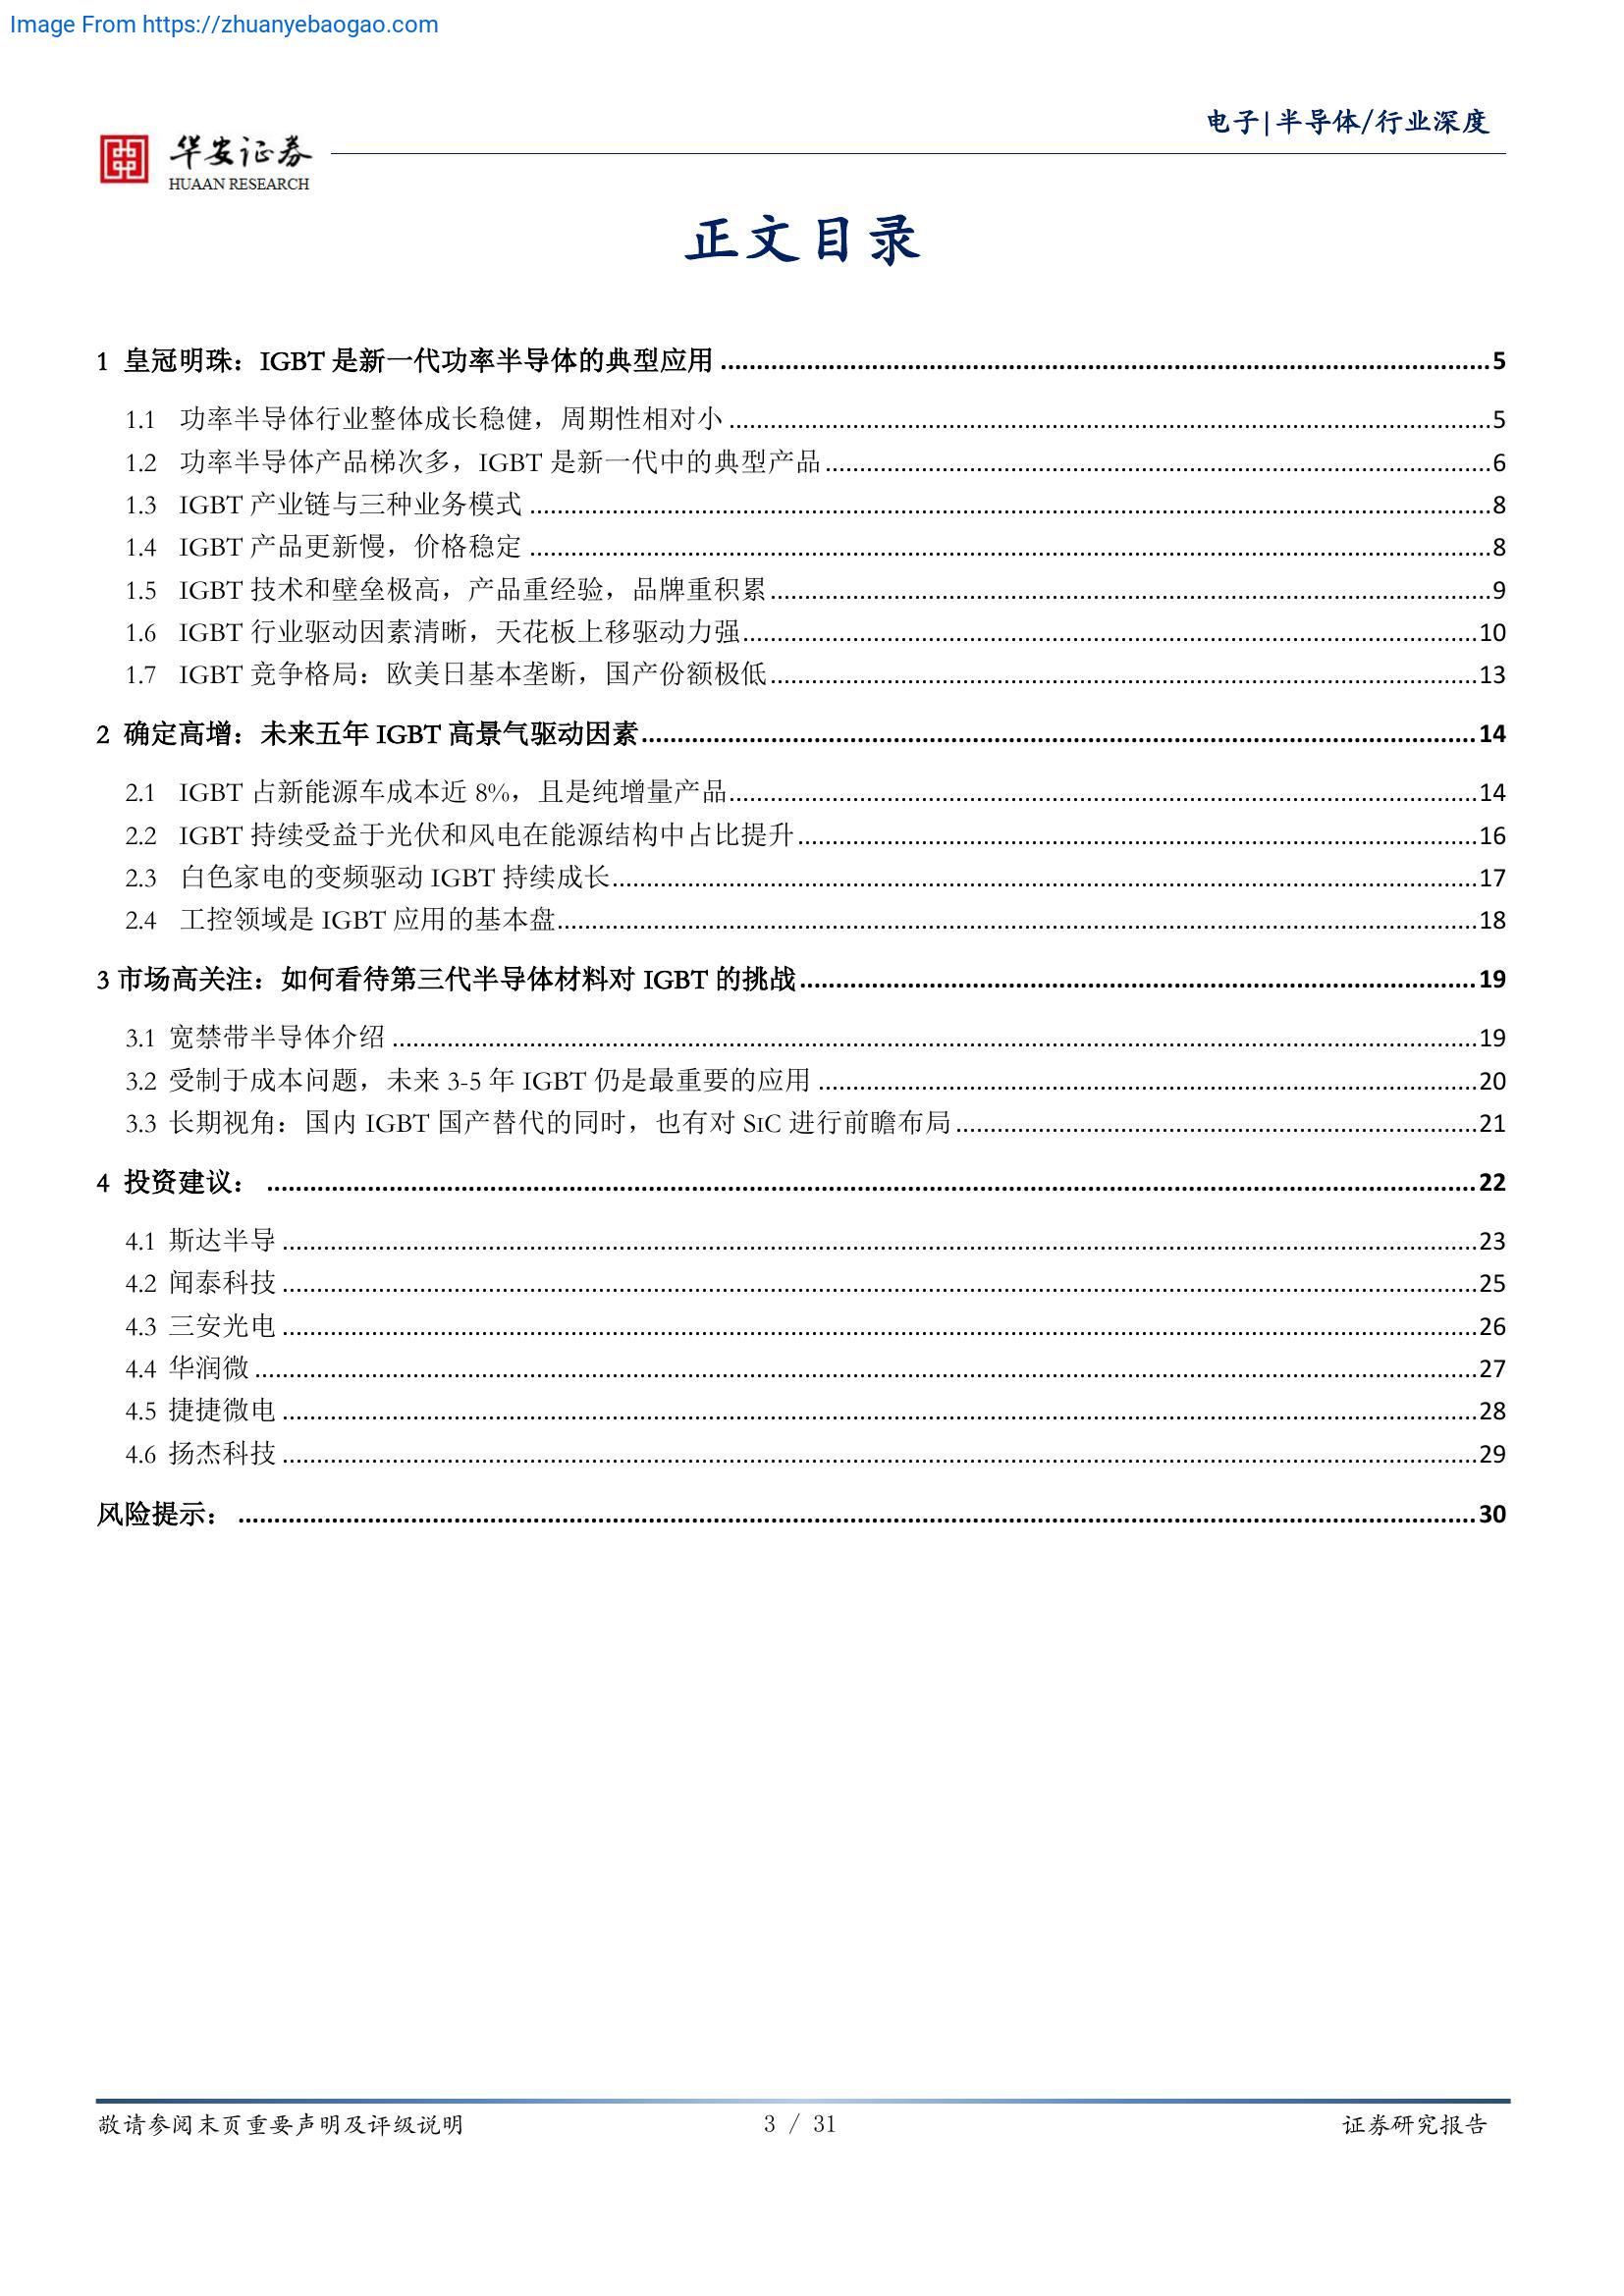 Image From https://zhuanyebaogao.com
电子|半导体/行业深度
华安证券
HUAAN RESEARCH
正文目录
1 皇冠明珠：IGBT 是新一代功率半导体的典型应用 5
1.1 功率半导体行业整体成长稳健，周期性相对小 5
1.2 功率半导体产品梯次多，IGBT 是新一代中的典型产品 6
1.3 IGBT 产业链与三种业务模式 8
1.4 IGBT 产品更新慢，价格稳定 8
1.5 IGBT 技术和壁垒极高，产品重经验，品牌重积累 9
1.6 IGBT 行业驱动因素清晰，天花板上移驱动力强 10
1.7 IGBT 竞争格局：欧美日基本垄断，国产份额极低 13
2 确定高增：未来五年 IGBT 高景气驱动因素 14
2.1 IGBT 占新能源车成本近 8%，且是纯增量产品 14
2.2 IGBT 持续受益于光伏和风电在能源结构中占比提升 16
2.3 白色家电的变频驱动 IGBT 持续成长 17
2.4 工控领域是 IGBT 应用的基本盘 18
3 市场高关注：如何看待第三代半导体材料对 IGBT 的挑战 19
3.1 宽禁带半导体介绍 19
3.2 受制于成本问题，未来 3-5 年 IGBT 仍是最重要的应用 20
3.3 长期视角：国内 IGBT 国产替代的同时，也有对 SIC 进行前瞻布局 21
4 投资建议： 22
4.1 斯达半导 23
4.2 闻泰科技 25
4.3 三安光电 26
4.4 华润微 27
4.5 捷捷微电 28
4.6 扬杰科技 29
风险提示： 30
敬请参阅末页重要声明及评级说明 3 / 31 证券研究报告